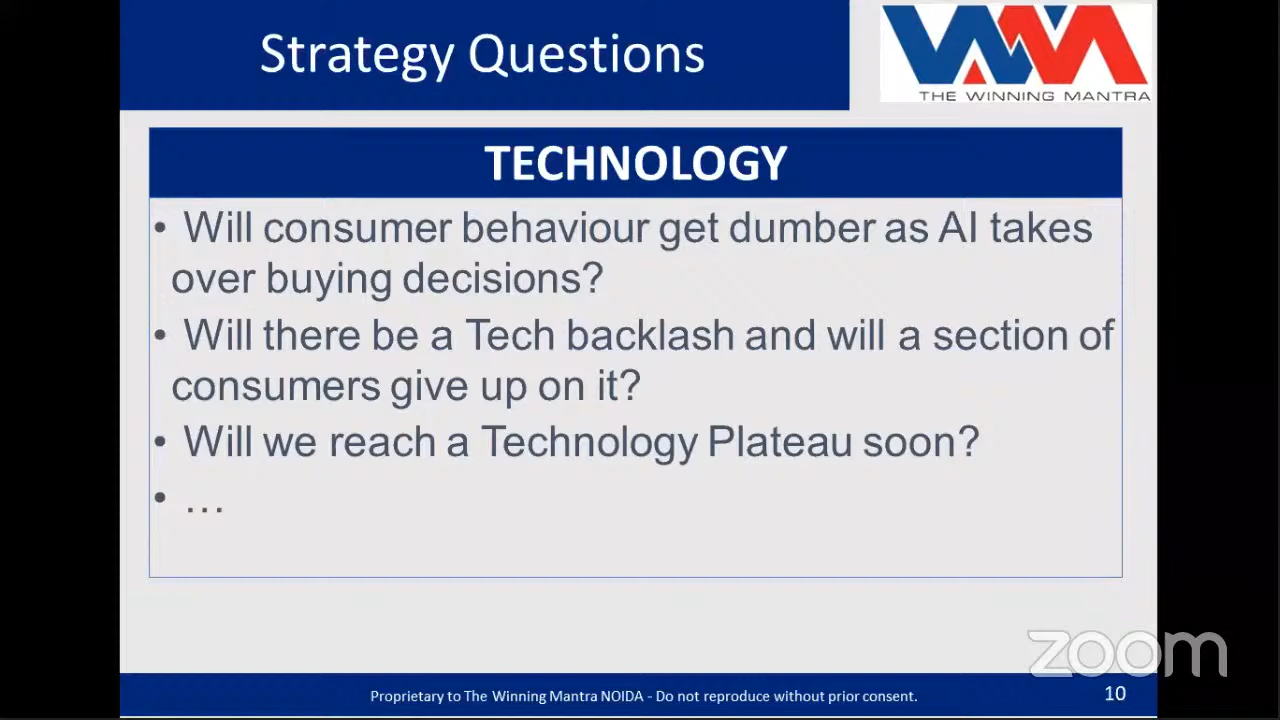 Strategy Questions
WMA
THE WINNING MANTRA
TECHNOLOGY
• Will consumer behaviour get dumber as AI takes
over buying decisions?
• Will there be a Tech backlash and will a section of
consumers give up on it?
• Will we reach a Technology Plateau soon?
• …
zoom
Proprietary to The Winning Mantra NOIDA - Do not reproduce without prior consent.
10